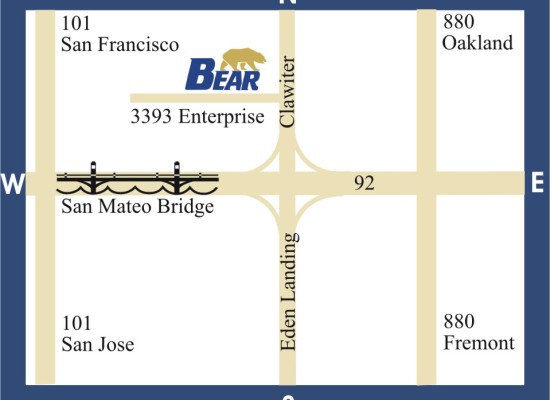 N
101
San Francisco
880
Oakland
BEAR
Clawiter
3393 Enterprise
W
92
E
San Mateo Bridge
Eden Landing
101
San Jose
880
Fremont
S